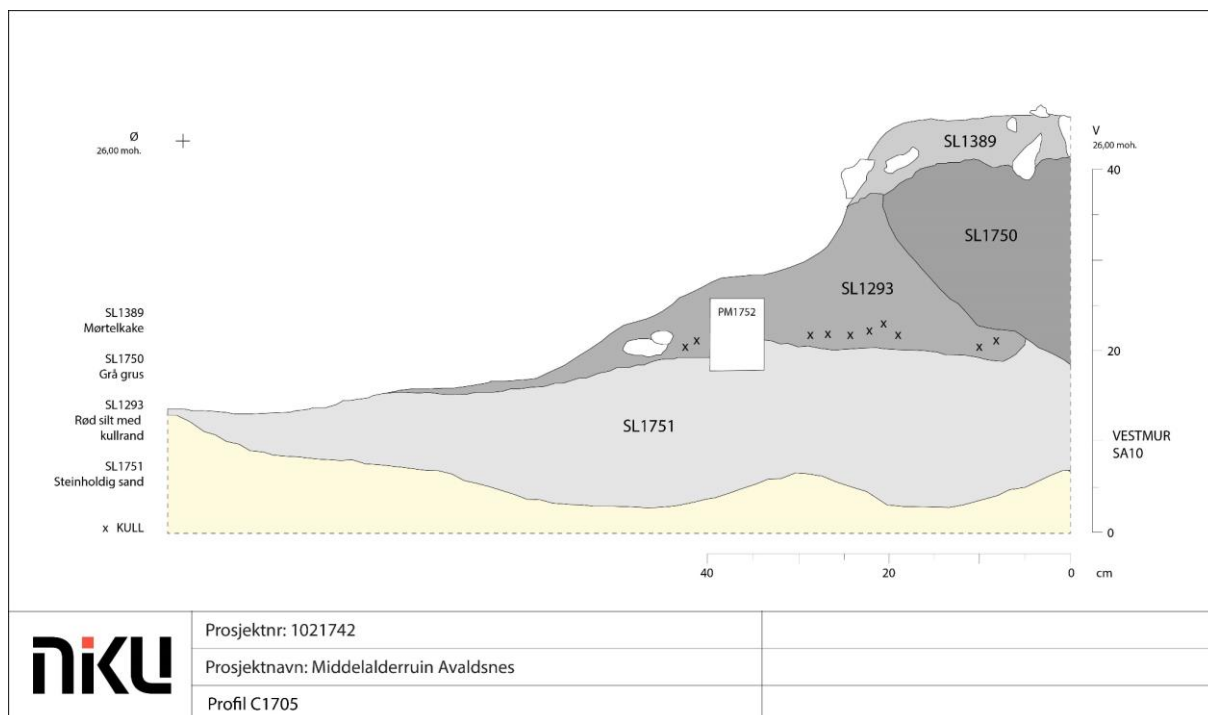 Ø
26,00 moh.
V
26,00 moh.
SL1389
40
SL1750
SL1293
PM1752
x x
x x x x x x
x x
20
SL1389
Mørtelkake
SL1750
Grå grus
SL1293
Rød silt med
kullrand
SL1751
Steinholdig sand
x KULL
SL1751
VESTMUR
SA10
0
40 20 0 cm
NIKU
Prosjektnr: 1021742
Prosjektnavn: Middelalderruin Avaldsnes
Profil C1705